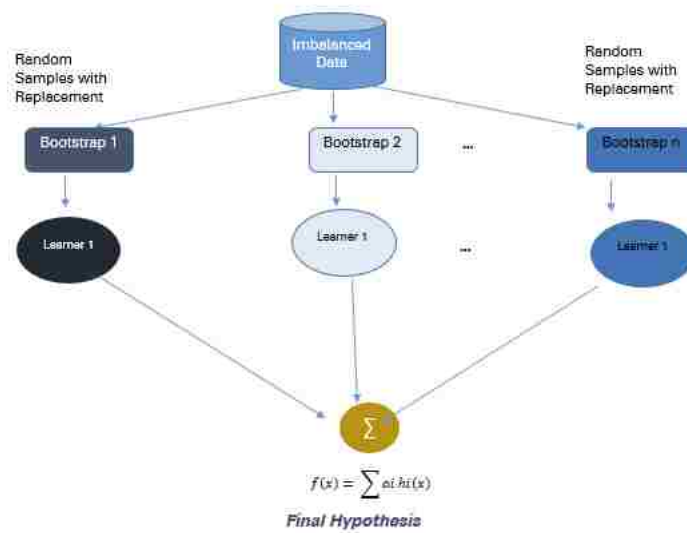 Imbalanced
Data
Random
Samples with
Replacement
Random
Samples with
Replacement
Bootstrap 1
Bootstrap 2
...
Bootstrap n
Learner 1
Learner 1
...
Learner 1
∑
f(x) = ∑ αi hi(x)
Final Hypothesis